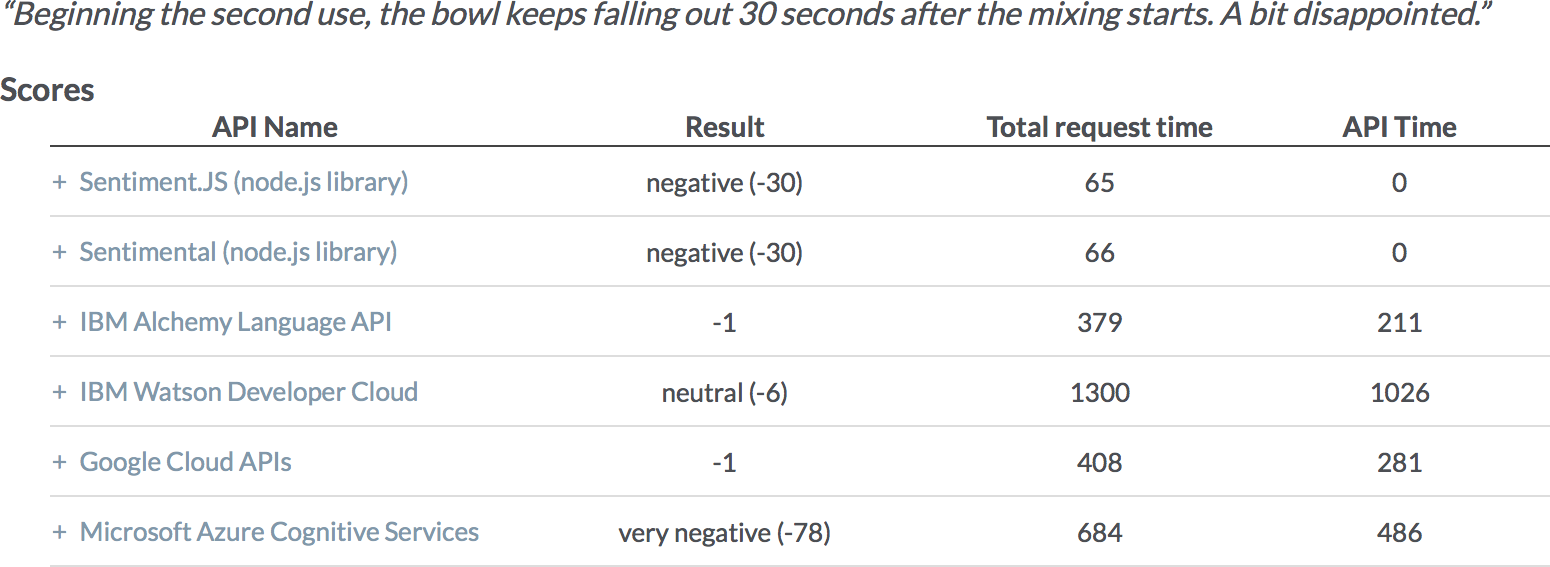 “Beginning the second use, the bowl keeps falling out 30 seconds after the mixing starts. A bit disappointed.”
Scores
API Name Result Total request time API Time
+ Sentiment.JS (node.js library) negative (-30) 65 0
+ Sentimental (node.js library) negative (-30) 66 0
+ IBM Alchemy Language API -1 379 211
+ IBM Watson Developer Cloud neutral (-6) 1300 1026
+ Google Cloud APIs -1 408 281
+ Microsoft Azure Cognitive Services very negative (-78) 684 486